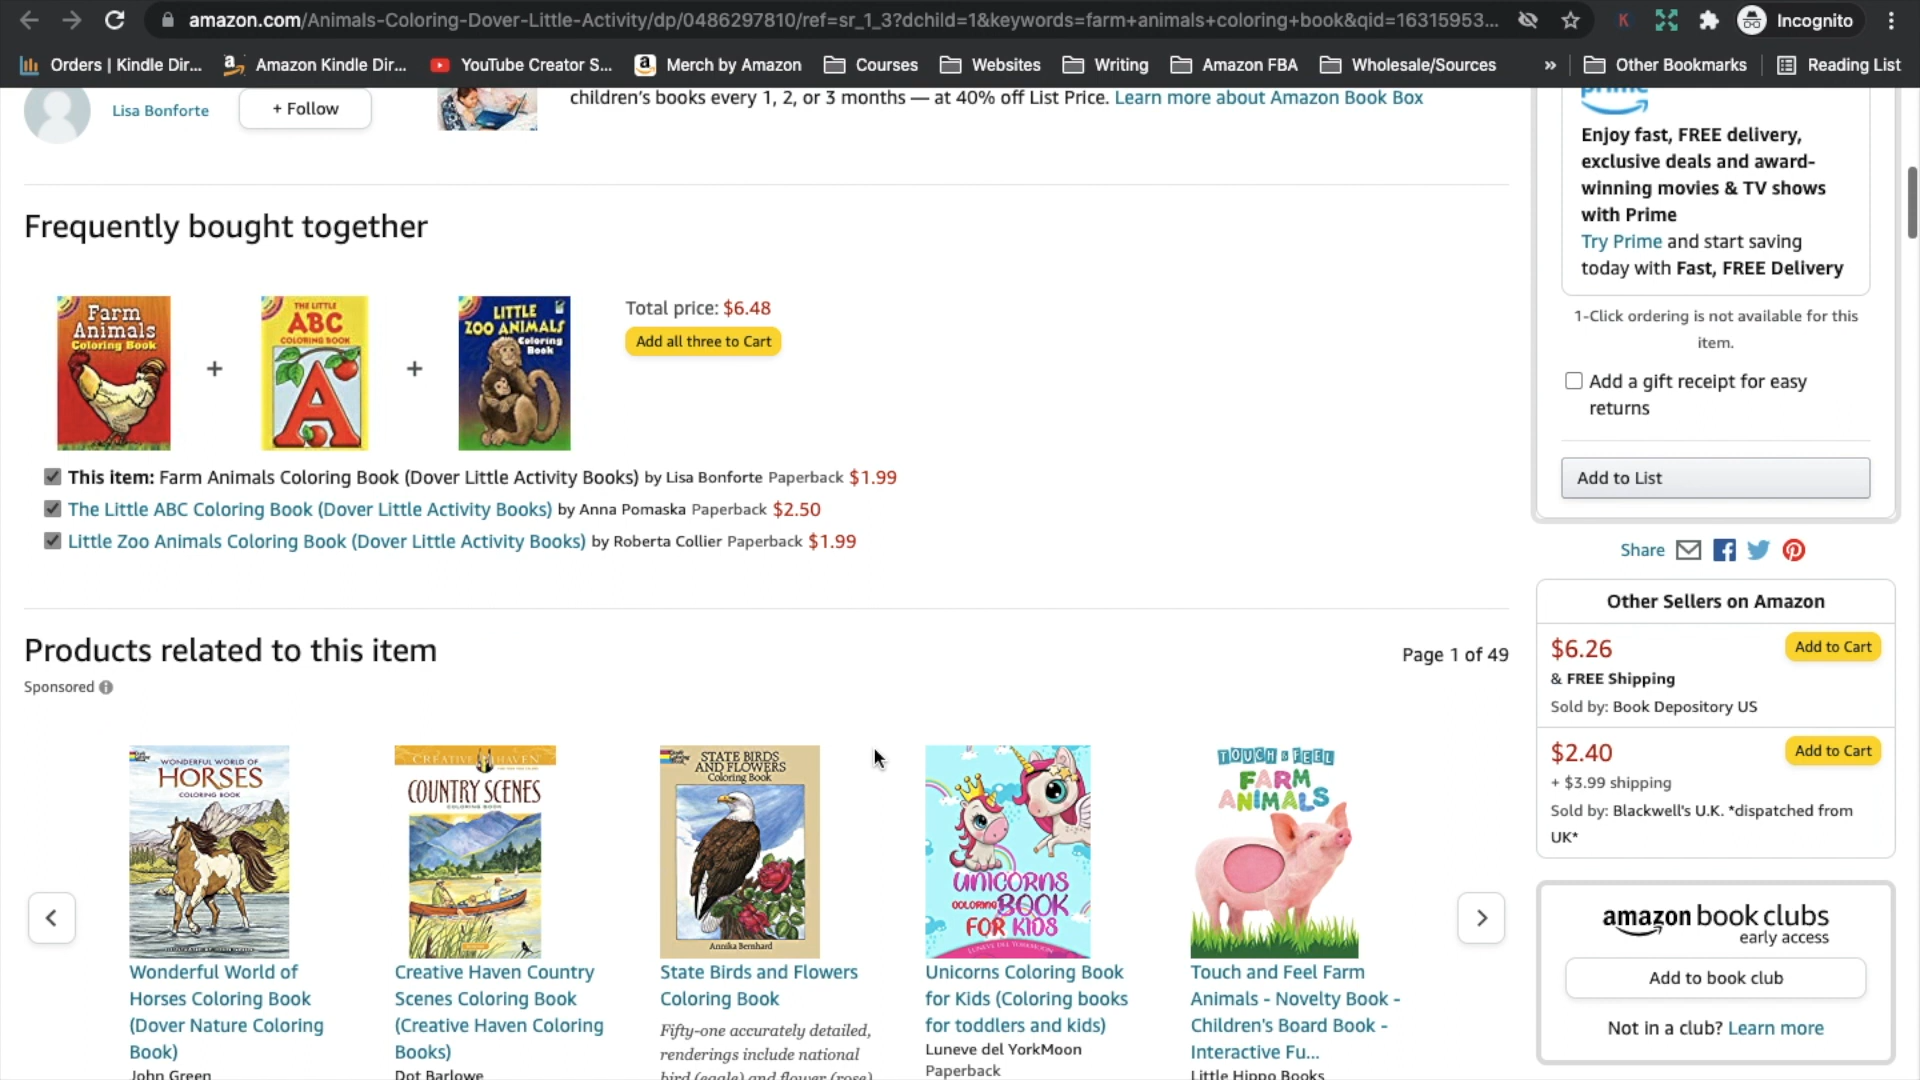 amazon.com/Animals-Coloring-Dover-Little-Activity/dp/0486297810/ref=sr_1_3?dchild=1&keywords=farm+animals+coloring+book&qid=16315953...
Incognito
Orders | Kindle Dir...
Amazon Kindle Dir...
YouTube Creator S...
Merch by Amazon
Courses
Websites
Writing
Amazon FBA
Wholesale/Sources
»
Other Bookmarks
Reading List
Lisa Bonforte
+ Follow
children's books every 1, 2, or 3 months — at 40% off List Price. Learn more about Amazon Book Box
Frequently bought together
Farm
Animals
Coloring Book
+
THE LITTLE
ABC
COLORING BOOK
A
+
LITTLE
ZOO ANIMALS
Coloring
Book
Total price: $6.48
Add all three to Cart
This item: Farm Animals Coloring Book (Dover Little Activity Books) by Lisa Bonforte Paperback $1.99
The Little ABC Coloring Book (Dover Little Activity Books) by Anna Pomaska Paperback $2.50
Little Zoo Animals Coloring Book (Dover Little Activity Books) by Roberta Collier Paperback $1.99
Products related to this item
Page 1 of 49
Sponsored
WONDERFUL WORLD OF
HORSES
COLORING BOOK
Wonderful World of
Horses Coloring Book
(Dover Nature Coloring
Book)
John Green
CREATIVE HAVEN
COUNTRY SCENES
COLORING BOOK
Creative Haven Country
Scenes Coloring Book
(Creative Haven Coloring
Books)
Dot Barlowe
STATE BIRDS
AND FLOWERS
Coloring Book
Annika Bernhard
State Birds and Flowers
Coloring Book
Fifty-one accurately detailed,
renderings include national
bird (eagle) and flower (rose)
UNICORNS
COLORING BOOK
FOR KIDS
LUNEVE DEL YORKMOON
Unicorns Coloring Book
for Kids (Coloring books
for toddlers and kids)
Luneve del YorkMoon
Paperback
TOUCH & FEEL
FARM
ANIMALS
Touch and Feel Farm
Animals - Novelty Book -
Children's Board Book -
Interactive Fu...
Little Hippo Books
prime
Enjoy fast, FREE delivery,
exclusive deals and award-
winning movies & TV shows
with Prime
Try Prime and start saving
today with Fast, FREE Delivery
1-Click ordering is not available for this
item.
Add a gift receipt for easy
returns
Add to List
Share
Other Sellers on Amazon
$6.26
Add to Cart
& FREE Shipping
Sold by: Book Depository US
$2.40
Add to Cart
+ $3.99 shipping
Sold by: Blackwell's U.K. *dispatched from
UK*
amazon book clubs
early access
Add to book club
Not in a club? Learn more